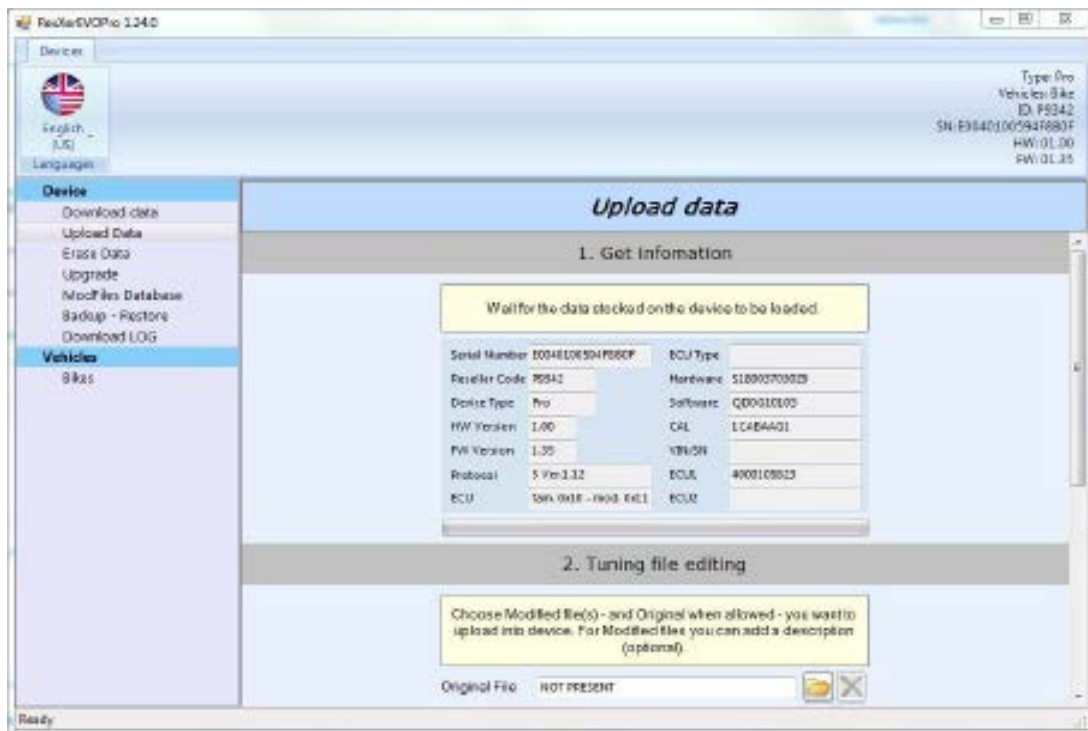 1.24.0
Devices
English
(US)
Languages
Type: Pro
Vehicles: Bike
ID: P9342
HW: 01.00
FW: 01.35
Device
Download data
Upload Data
Erase Data
Upgrade
ModFiles Database
Backup - Restore
Download LOG
Vehicles
Bikes
Upload data
1. Get Infomation
Wait for the data stocked on the device to be loaded.
Serial Number
ECU Type
Reseller Code P9342
Hardware
Device Type Pro
Software
HW Version 1.00
CAL
FW Version 1.35
VIN/SN
Protocol
ECU
ECU2
2. Tuning file editing
Choose Modified file(s) - and Original when allowed - you want to
upload into device. For Modified files you can add a description
(optional).
Original File NOT PRESENT
Ready